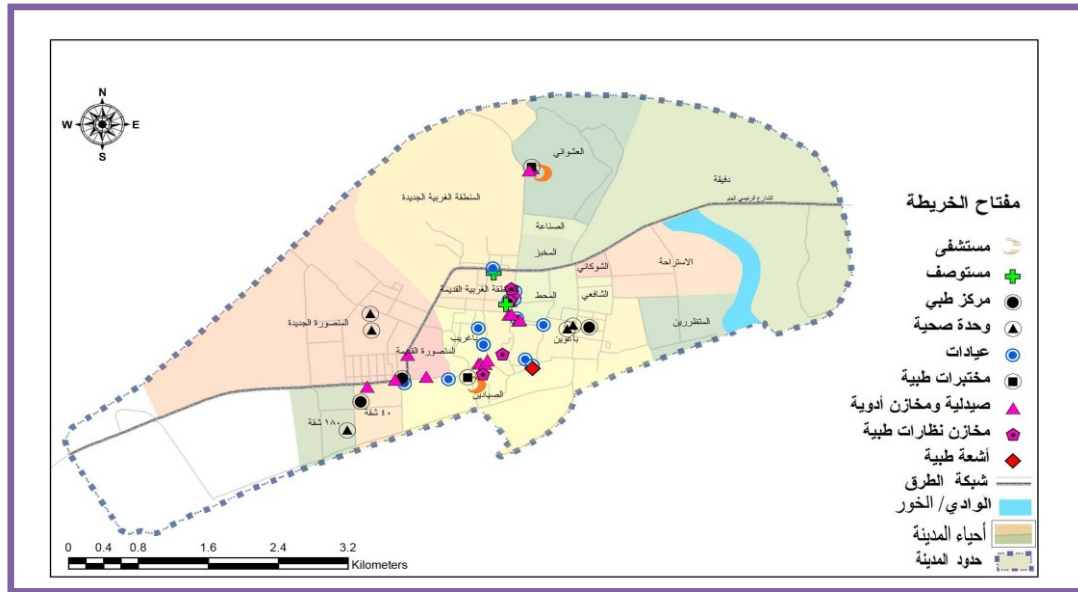 N
W E
S
العشواني
دفيقة
المنطقة الغربية الجديدة
الشارع الرئيسي العام
الصناعة
المخبز
الشوكاني
الاستراحة
المنطقة الغربية القديمة
المحط
الشافعي
المتظررين
المنصورة الجديدة
باغريب
باعوين
المنصورة القديمة
الصيادين
٤٠ شقة
١٨٠ شقة
مفتاح الخريطة
مستشفى
مستوصف
مركز طبي
وحدة صحية
عيادات
مختبرات طبية
صيدلية ومخازن أدوية
مخازن نظارات طبية
أشعة طبية
شبكة الطرق
الوادي/ الخور
أحياء المدينة
حدود المدينة
0 0.4 0.8 1.6 2.4 3.2
Kilometers